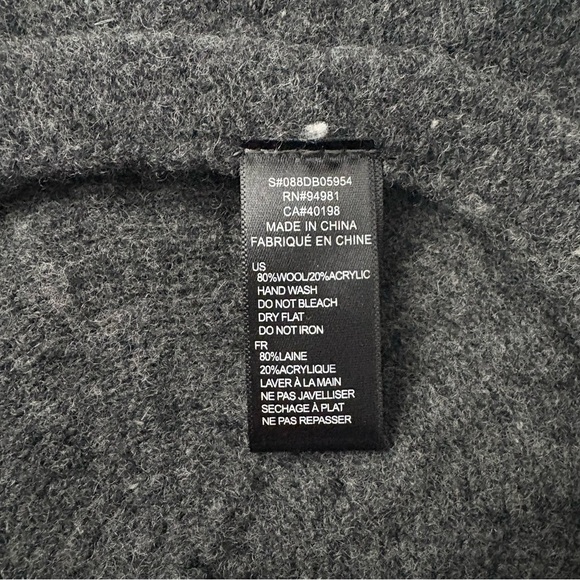 S#088DB05954
RN#94981
CA#40198
MADE IN CHINA
FABRIQUÉ EN CHINE
US
80%WOOL/20%ACRYLIC
HAND WASH
DO NOT BLEACH
DRY FLAT
DO NOT IRON
FR
80%LAINE
20%ACRYLIQUE
LAVER À LA MAIN
NE PAS JAVELLISER
SECHAGE À PLAT
NE PAS REPASSER